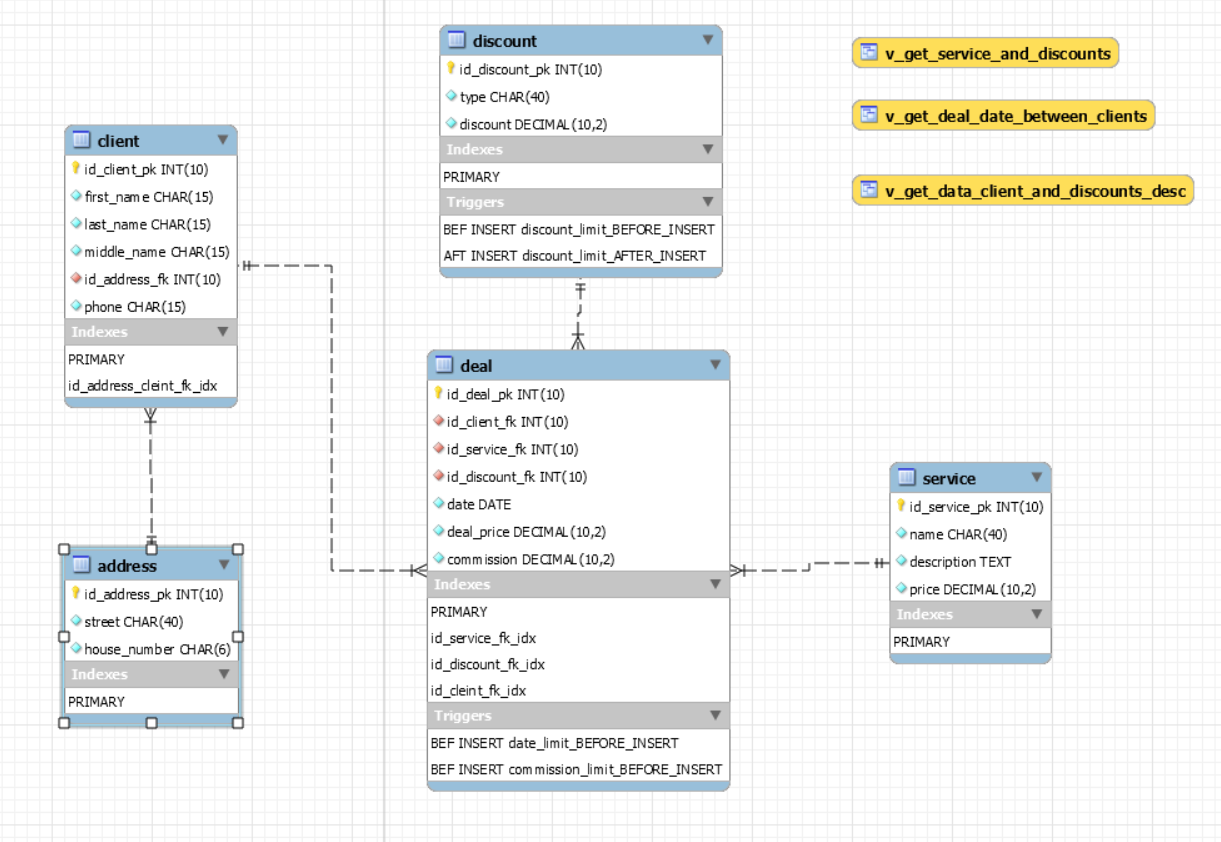 client
id_client_pk INT(10)
first_name CHAR(15)
last_name CHAR(15)
middle_name CHAR(15)
id_address_fk INT(10)
phone CHAR(15)
Indexes
PRIMARY
id_address_cleint_fk_idx
address
id_address_pk INT(10)
street CHAR(40)
house_number CHAR(6)
Indexes
PRIMARY
discount
id_discount_pk INT(10)
type CHAR(40)
discount DECIMAL(10,2)
Indexes
PRIMARY
Triggers
BEF INSERT discount_limit_BEFORE_INSERT
AFT INSERT discount_limit_AFTER_INSERT
deal
id_deal_pk INT(10)
id_client_fk INT(10)
id_service_fk INT(10)
id_discount_fk INT(10)
date DATE
deal_price DECIMAL(10,2)
commission DECIMAL(10,2)
Indexes
PRIMARY
id_service_fk_idx
id_discount_fk_idx
id_cleint_fk_idx
Triggers
BEF INSERT date_limit_BEFORE_INSERT
BEF INSERT commission_limit_BEFORE_INSERT
v_get_service_and_discounts
v_get_deal_date_between_clients
v_get_data_client_and_discounts_desc
service
id_service_pk INT(10)
name CHAR(40)
description TEXT
price DECIMAL(10,2)
Indexes
PRIMARY